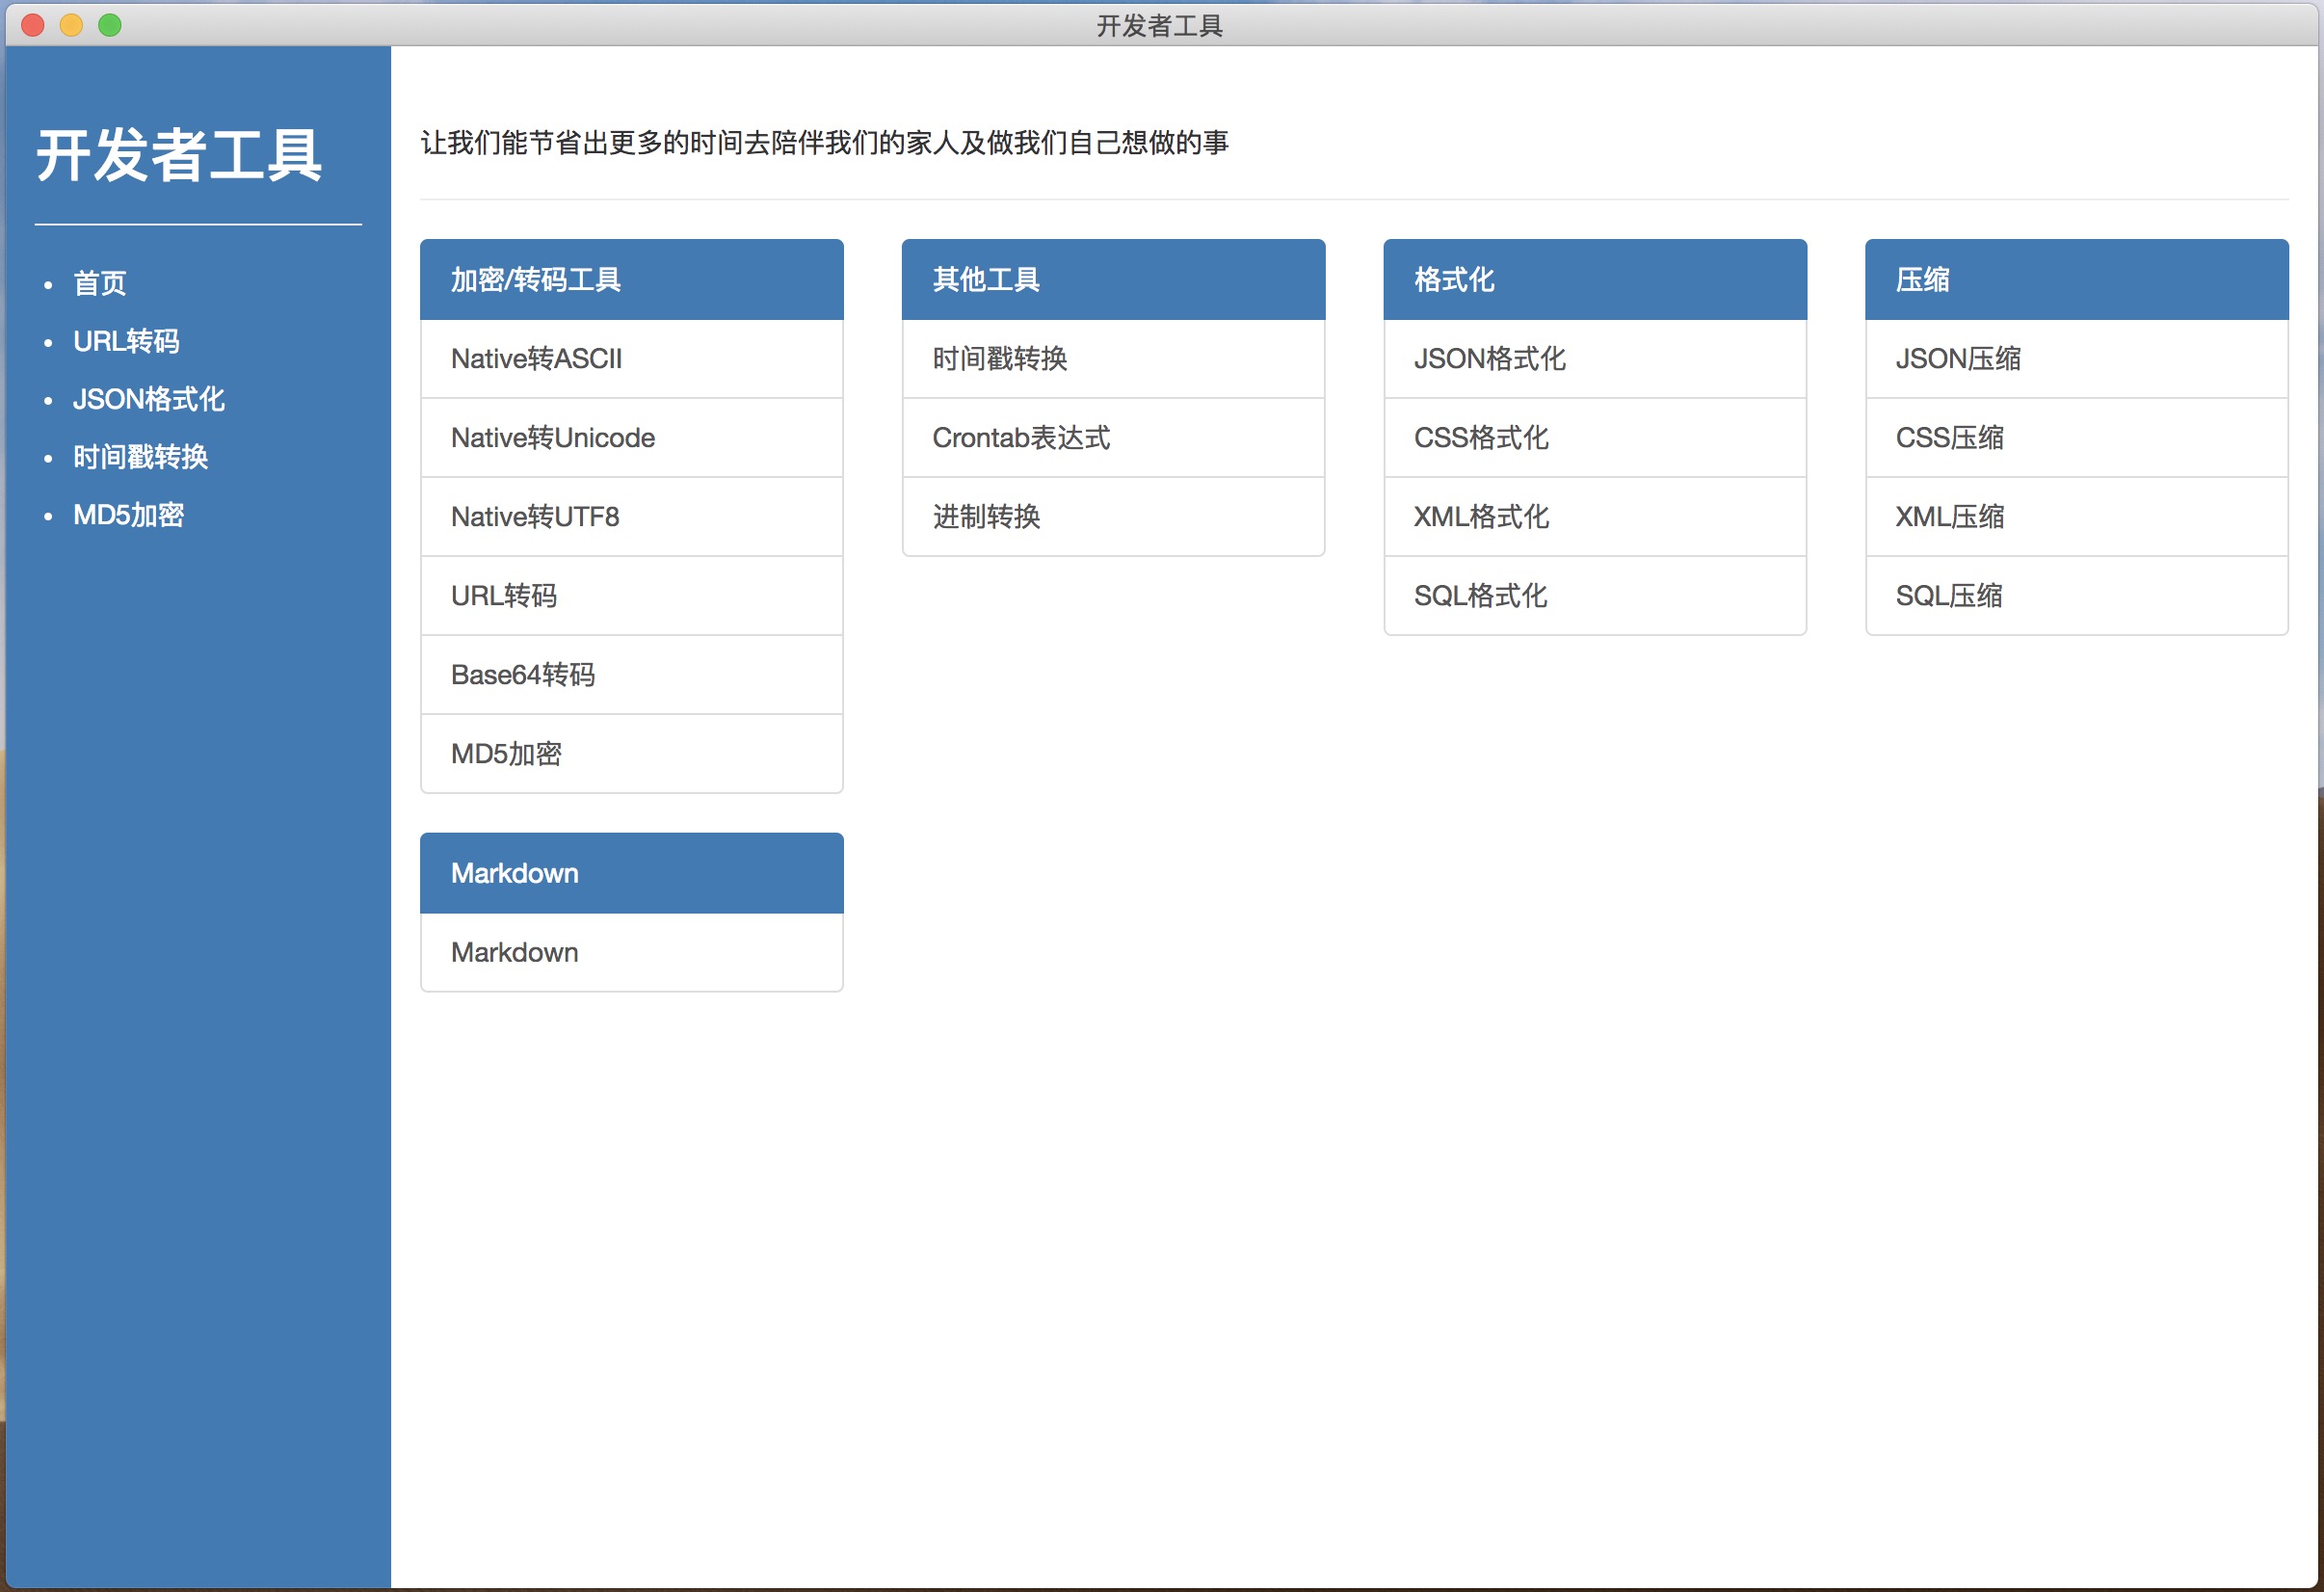 开发者工具
开发者工具
首页
URL转码
JSON格式化
时间戳转换
MD5加密
让我们能节省出更多的时间去陪伴我们的家人及做我们自己想做的事
加密/转码工具
Native转ASCII
Native转Unicode
Native转UTF8
URL转码
Base64转码
MD5加密
其他工具
时间戳转换
Crontab表达式
进制转换
格式化
JSON格式化
CSS格式化
XML格式化
SQL格式化
压缩
JSON压缩
CSS压缩
XML压缩
SQL压缩
Markdown
Markdown